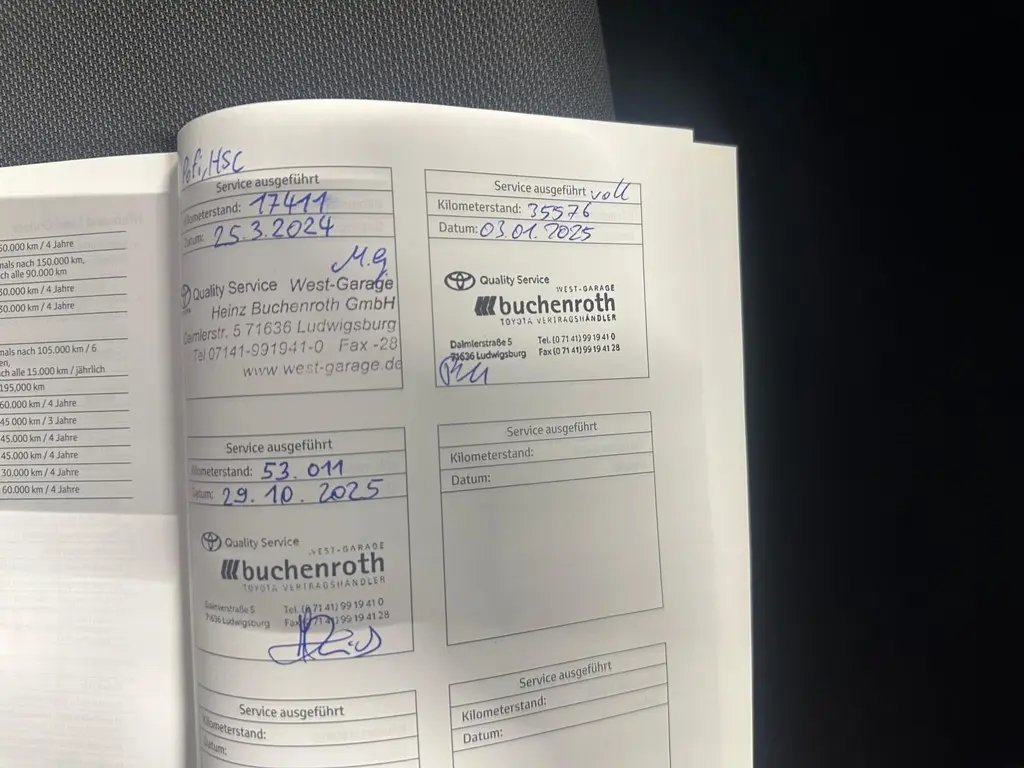 50.000 km / 4 Jahre
mals nach 150.000 km,
ch alle 90.000 km
30.000 km / 4 Jahre
30.000 km / 4 Jahre
mals nach 105.000 km / 6
en,
ch alle 15.000 km / jährlich
195,000 km
60.000 km / 4 Jahre
45 000 km / 3 Jahre
45.000 km / 4 Jahre
45.000 km / 4 Jahre
30.000 km / 4 Jahre
60.000 km / 4 Jahre
HSC
Service ausgeführt
Kilometerstand: 17411
Datum: 25.3.2024
M.g
Quality Service West-Garage
Heinz Buchenroth GmbH
Daimlerstr. 5 71636 Ludwigsburg
Tel 07141-991941-0 Fax -28
www.west-garage.de
Service ausgeführt voll
Kilometerstand: 35576
Datum: 03.01.2025
Quality Service
WEST-GARAGE
buchenroth
TOYOTA VERTRAGSHÄNDLER
Daimlerstraße 5 Tel. (0 71 41) 99 19 41 0
71636 Ludwigsburg Fax (0 71 41) 99 19 41 28
Service ausgeführt
Kilometerstand: 53.011
Datum: 29.10.2025
Quality Service
WEST-GARAGE
buchenroth
TOYOTA VERTRAGSHÄNDLER
Daimlerstraße 5 Tel. (0 71 41) 99 19 41 0
71636 Ludwigsburg Fax (0 71 41) 99 19 41 28
Service ausgeführt
Kilometerstand:
Datum:
Service ausgeführt
Kilometerstand:
Datum:
Service ausgeführt
Kilometerstand:
Datum: